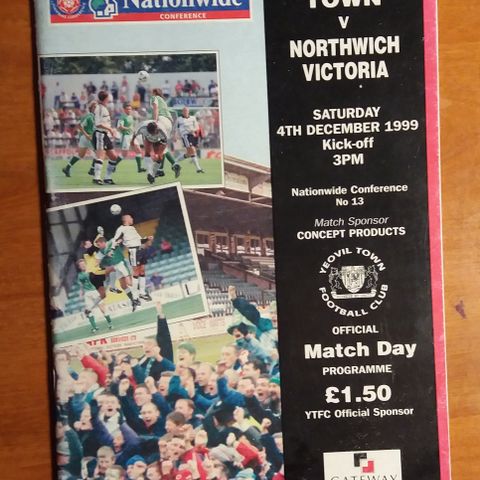 Nationwide
CONFERENCE
TOWN
V
NORTHWICH
VICTORIA
SATURDAY
4TH DECEMBER 1999
Kick-off
3PM
Nationwide Conference
No 13
Match Sponsor
CONCEPT PRODUCTS
YEOVIL TOWN
FOOTBALL CLUB
OFFICIAL
Match Day
PROGRAMME
£1.50
YTFC Official Sponsor
GATEWAY